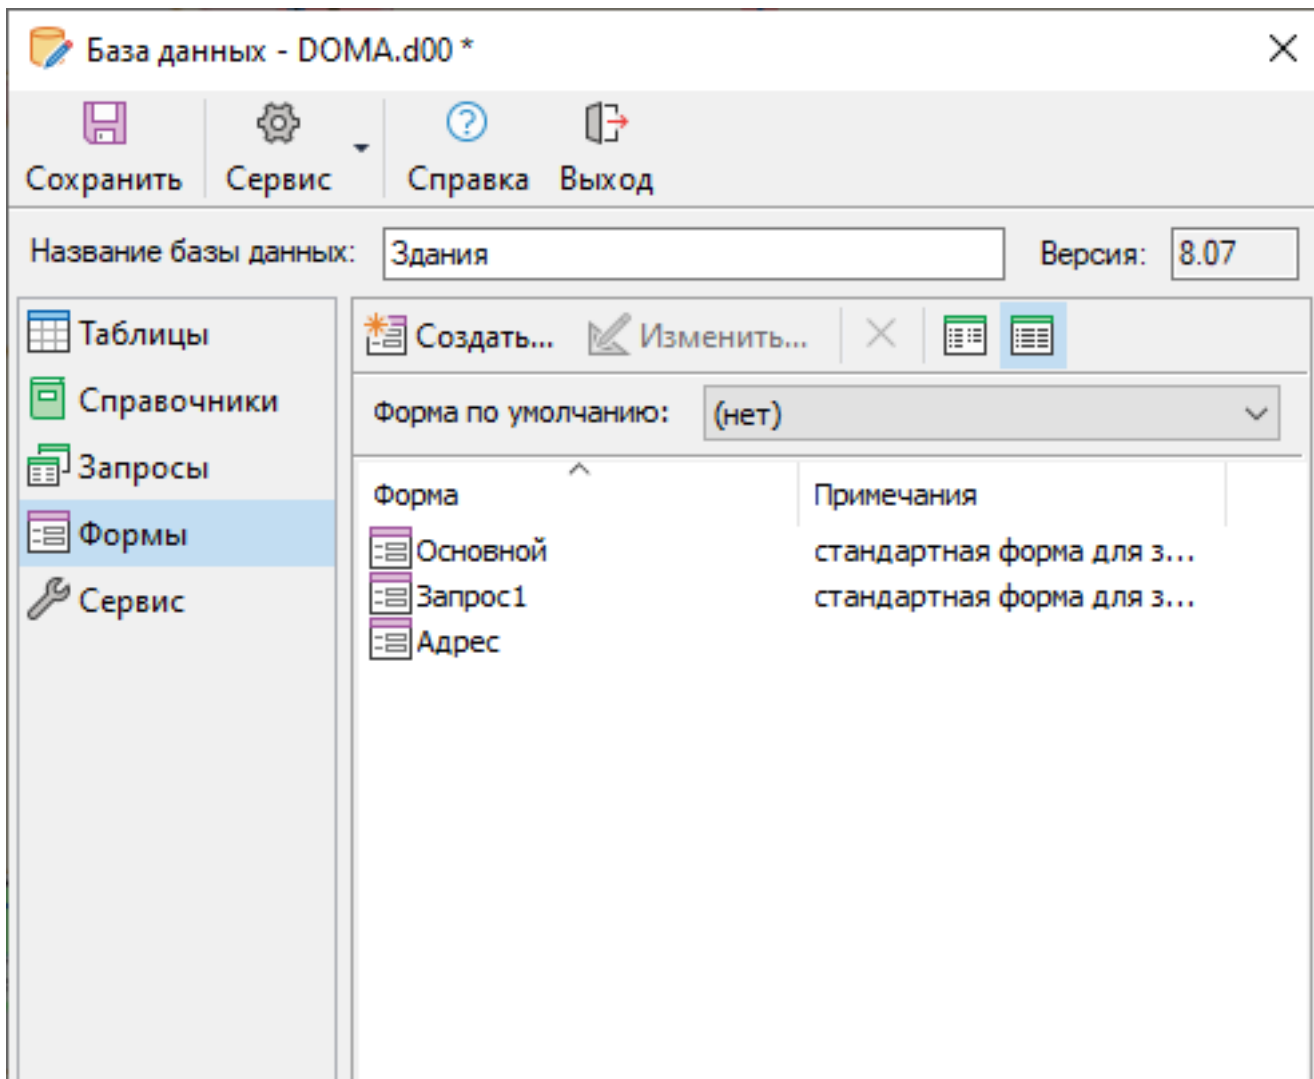 База данных - DOMA.d00 *
Сохранить Сервис Справка Выход
Название базы данных: Здания Версия: 8.07
Таблицы
Справочники
Запросы
Формы
Сервис
Создать... Изменить...
Форма по умолчанию: (нет)
Форма Примечания
Основной стандартная форма для з...
Запрос1 стандартная форма для з...
Адрес